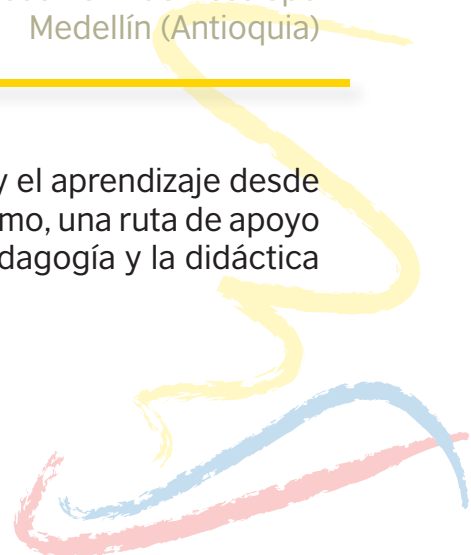 Medellín (Antioquia)
y el aprendizaje desde
mo, una ruta de apoyo
dagogía y la didáctica